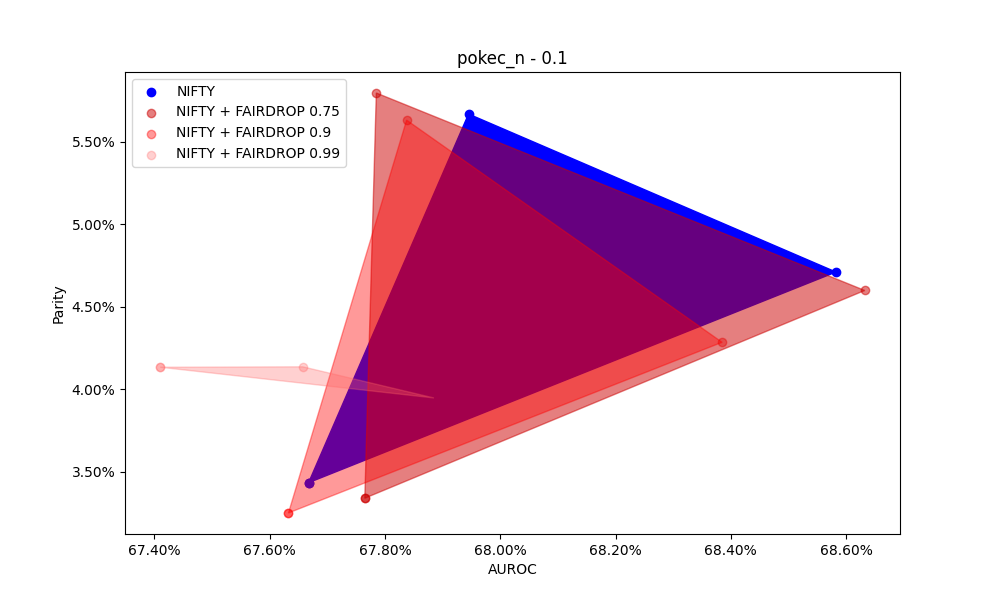 pokec_n - 0.1
NIFTY
NIFTY + FAIRDROP 0.75
NIFTY + FAIRDROP 0.9
NIFTY + FAIRDROP 0.99
5.50%
5.00%
4.50%
4.00%
3.50%
Parity
67.40% 67.60% 67.80% 68.00% 68.20% 68.40% 68.60%
AUROC